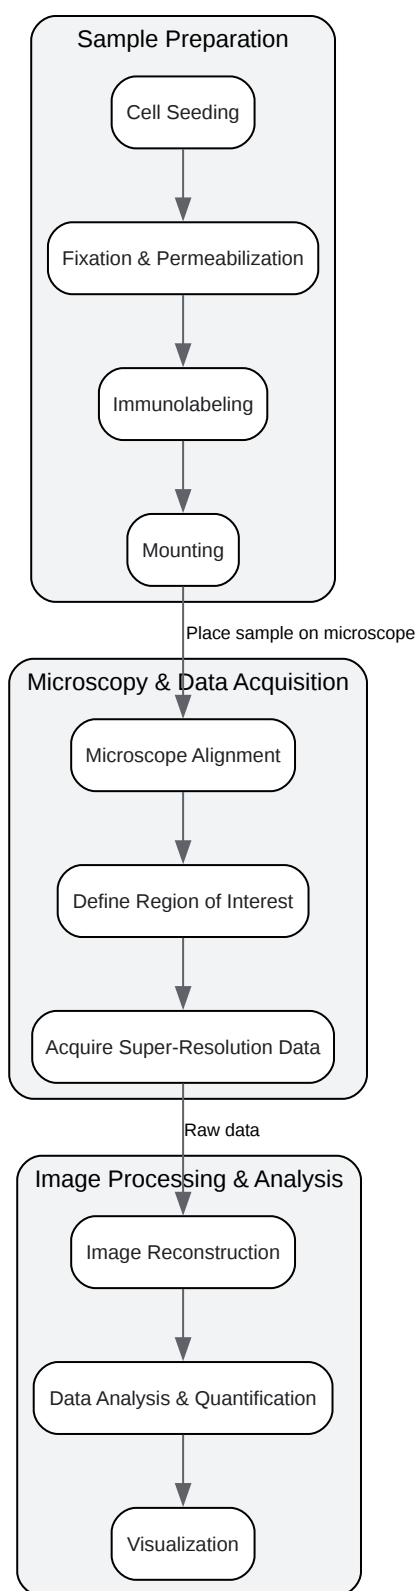 Sample Preparation
Cell Seeding
Fixation & Permeabilization
Immunolabeling
Mounting
Place sample on microscope
Microscopy & Data Acquisition
Microscope Alignment
Define Region of Interest
Acquire Super-Resolution Data
Raw data
Image Processing & Analysis
Image Reconstruction
Data Analysis & Quantification
Visualization